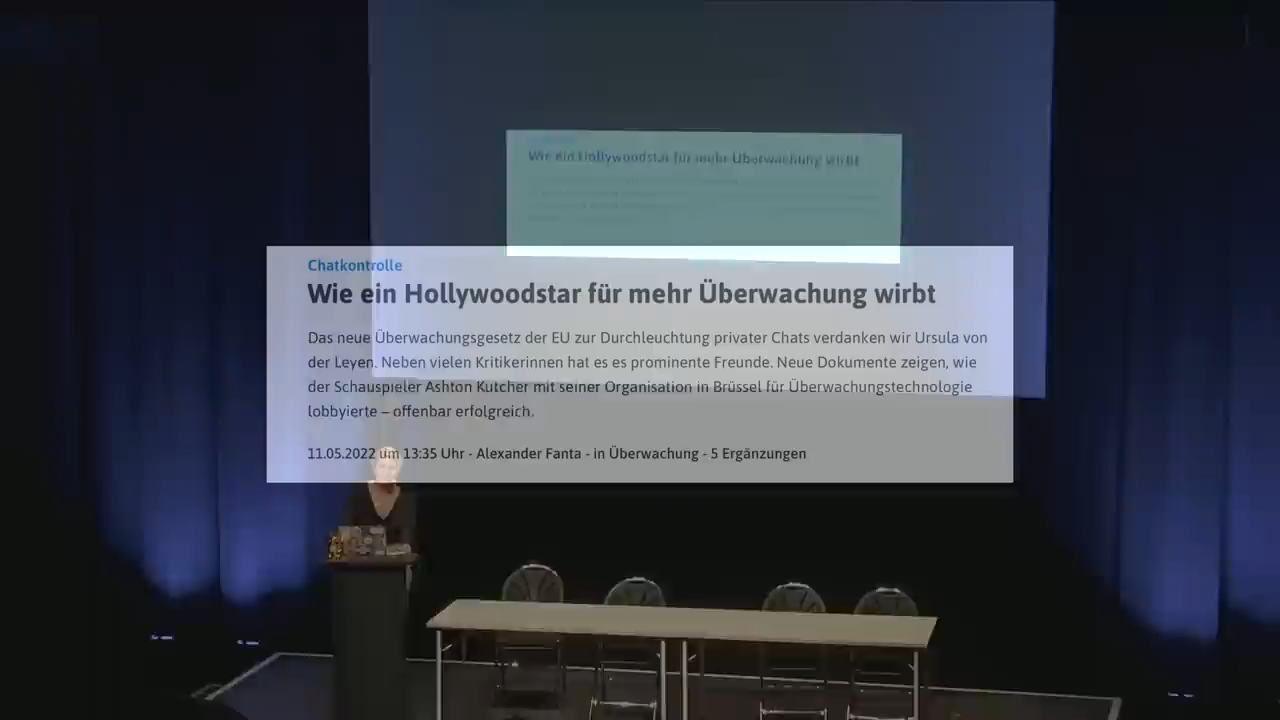 Wie ein Hollywoodstar für mehr Überwachung wirbt
Chatkontrolle
Wie ein Hollywoodstar für mehr Überwachung wirbt
Das neue Überwachungsgesetz der EU zur Durchleuchtung privater Chats verdanken wir Ursula von
der Leyen. Neben vielen Kritikerinnen hat es es prominente Freunde. Neue Dokumente zeigen, wie
der Schauspieler Ashton Kutcher mit seiner Organisation in Brüssel für Überwachungstechnologie
lobbyierte – offenbar erfolgreich.
11.05.2022 um 13:35 Uhr - Alexander Fanta - in Überwachung - 5 Ergänzungen